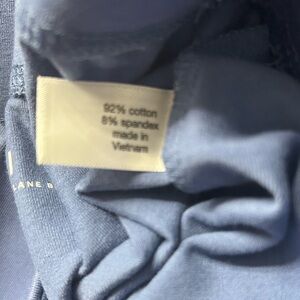 92% cotton
8% spandex
made in
Vietnam
LANE B